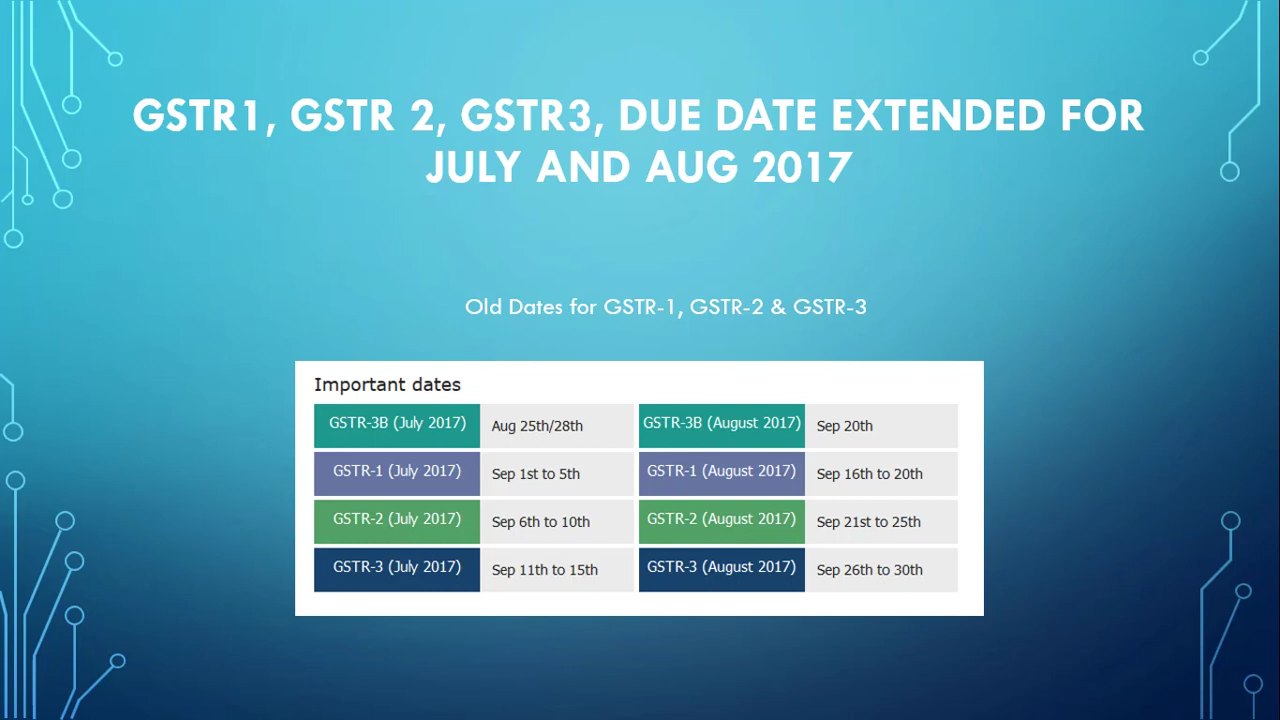 GSTR1, GSTR 2, GSTR3, DUE DATE EXTENDED FOR
JULY AND AUG 2017
Old Dates for GSTR-1, GSTR-2 & GSTR-3
Important dates
GSTR-3B (July 2017) Aug 25th/28th GSTR-3B (August 2017) Sep 20th
GSTR-1 (July 2017) Sep 1st to 5th GSTR-1 (August 2017) Sep 16th to 20th
GSTR-2 (July 2017) Sep 6th to 10th GSTR-2 (August 2017) Sep 21st to 25th
GSTR-3 (July 2017) Sep 11th to 15th GSTR-3 (August 2017) Sep 26th to 30th